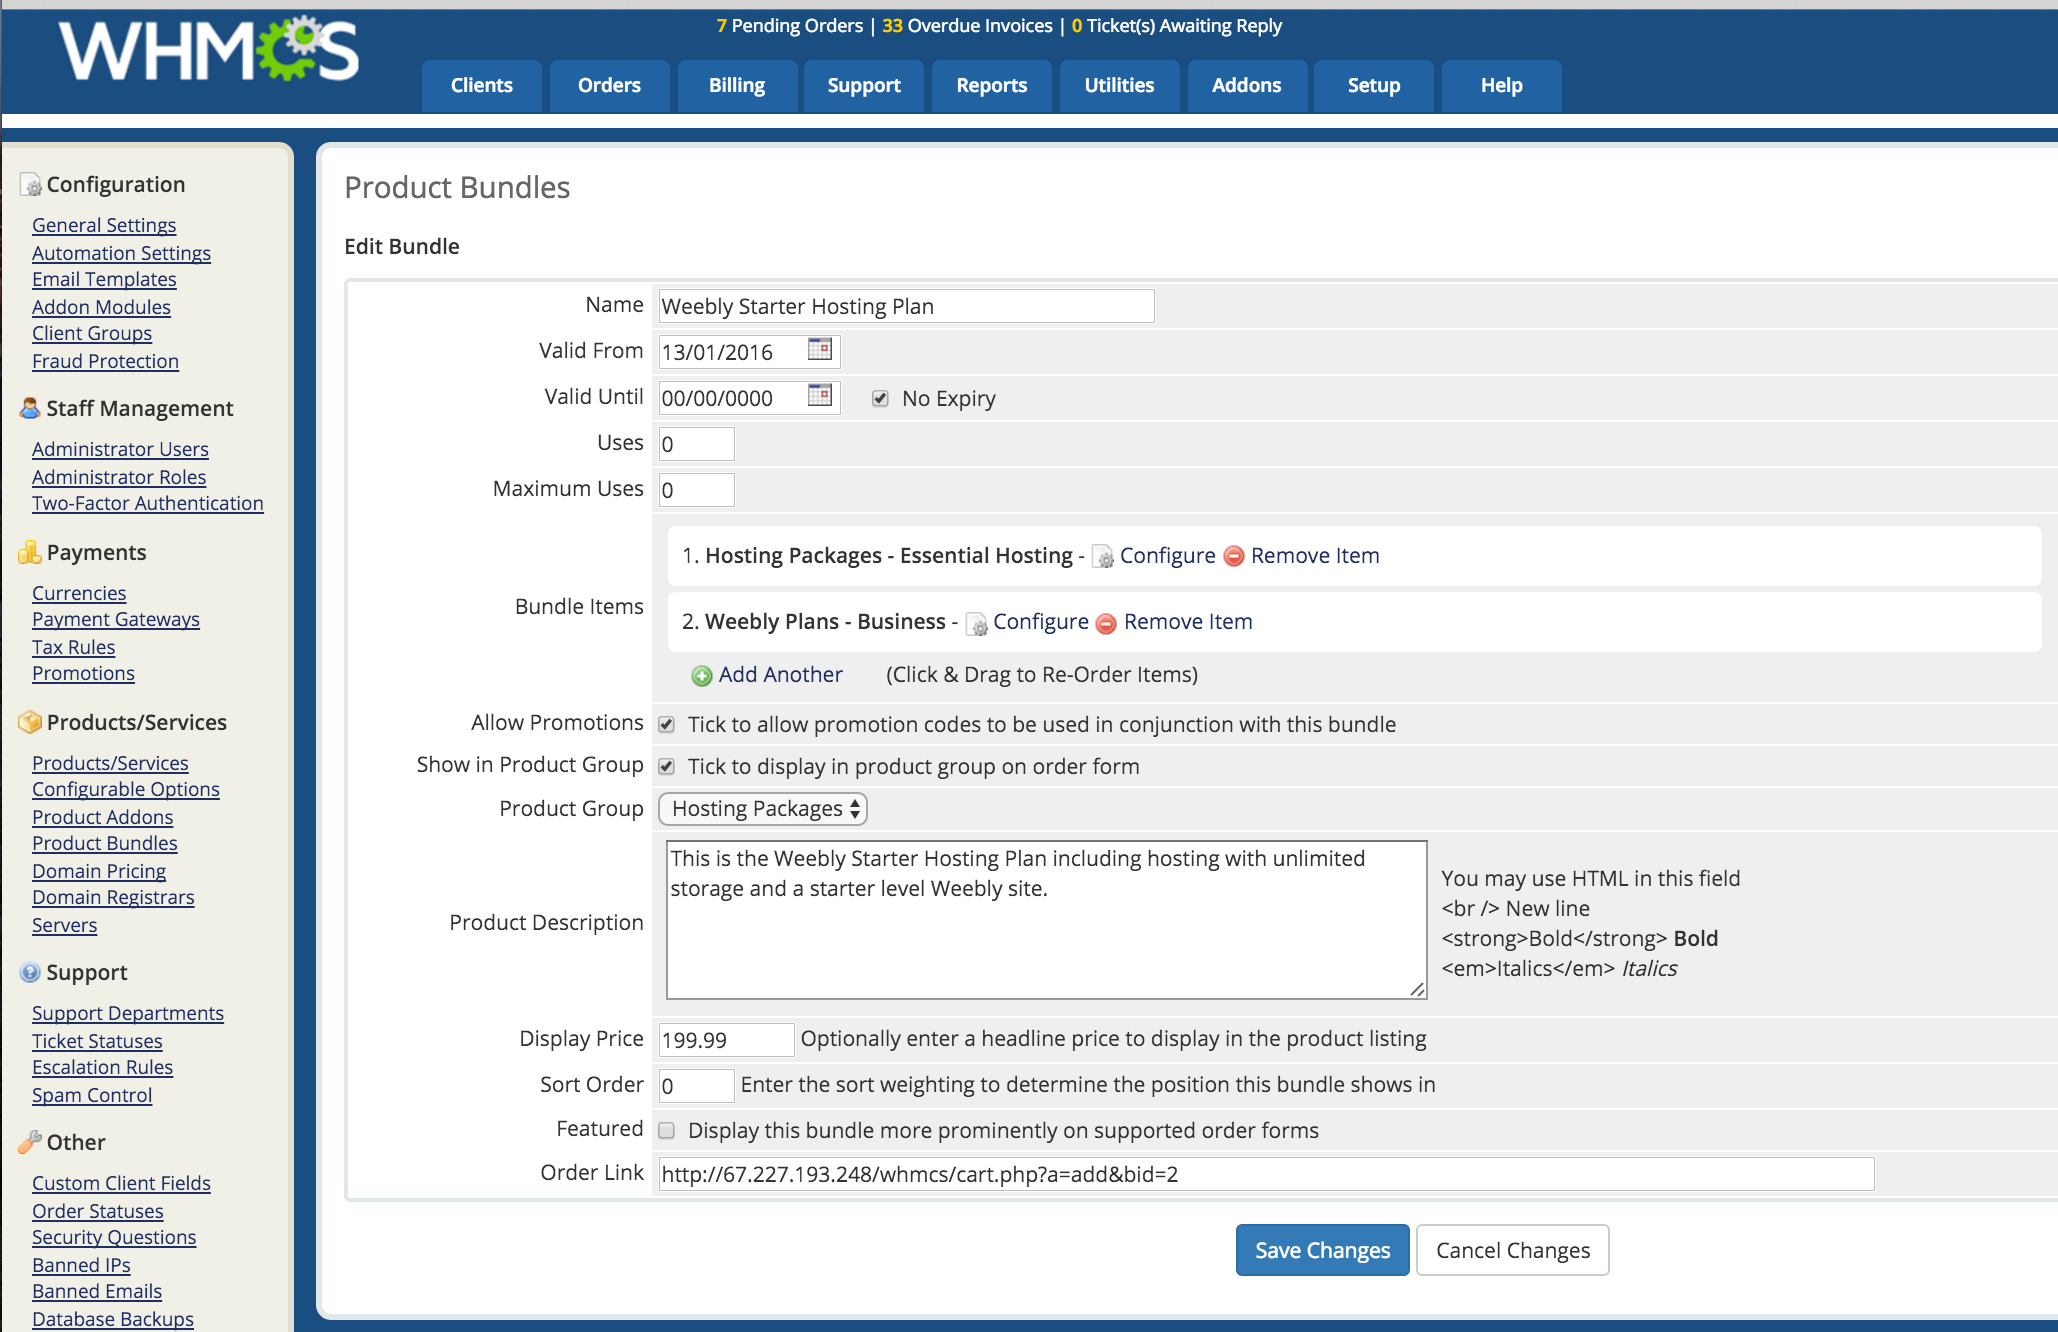 WHMCS
7 Pending Orders | 33 Overdue Invoices | 0 Ticket(s) Awaiting Reply
Clients Orders Billing Support Reports Utilities Addons Setup Help
Configuration
General Settings
Automation Settings
Email Templates
Addon Modules
Client Groups
Fraud Protection
Staff Management
Administrator Users
Administrator Roles
Two-Factor Authentication
Payments
Currencies
Payment Gateways
Tax Rules
Promotions
Products/Services
Products/Services
Configurable Options
Product Addons
Product Bundles
Domain Pricing
Domain Registrars
Servers
Support
Support Departments
Ticket Statuses
Escalation Rules
Spam Control
Other
Custom Client Fields
Order Statuses
Security Questions
Banned IPs
Banned Emails
Database Backups
Product Bundles
Edit Bundle
Name Weebly Starter Hosting Plan
Valid From 13/01/2016
Valid Until 00/00/0000 No Expiry
Uses 0
Maximum Uses 0
Bundle Items
1. Hosting Packages - Essential Hosting - Configure Remove Item
2. Weebly Plans - Business - Configure Remove Item
Add Another (Click & Drag to Re-Order Items)
Allow Promotions Tick to allow promotion codes to be used in conjunction with this bundle
Show in Product Group Tick to display in product group on order form
Product Group Hosting Packages
Product Description
This is the Weebly Starter Hosting Plan including hosting with unlimited
storage and a starter level Weebly site.
You may use HTML in this field
<br /> New line
<strong>Bold</strong> Bold
<em>Italics</em> Italics
Display Price 199.99 Optionally enter a headline price to display in the product listing
Sort Order 0 Enter the sort weighting to determine the position this bundle shows in
Featured Display this bundle more prominently on supported order forms
Order Link http://67.227.193.248/whmcs/cart.php?a=add&bid=2
Save Changes Cancel Changes